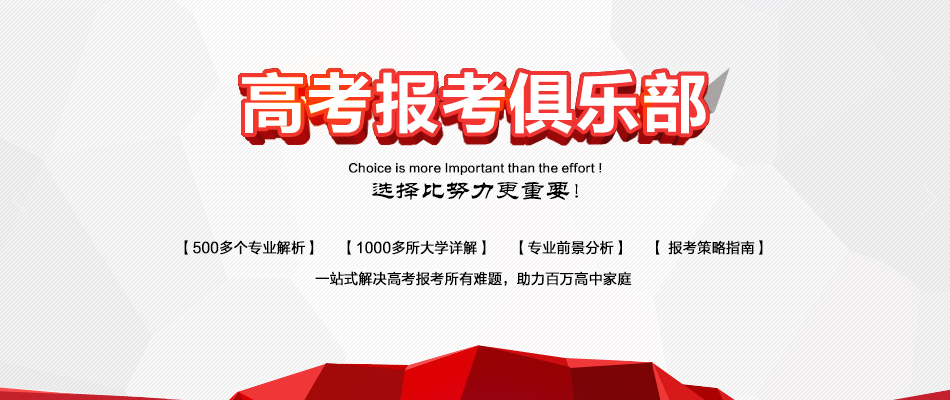 高考报考俱乐部
Choice is more Important than the effort !
选择比努力更重要!
【500多个专业解析】 【1000多所大学详解】 【专业前景分析】 【 报考策略指南】
一站式解决高考报考所有难题，助力百万高中家庭